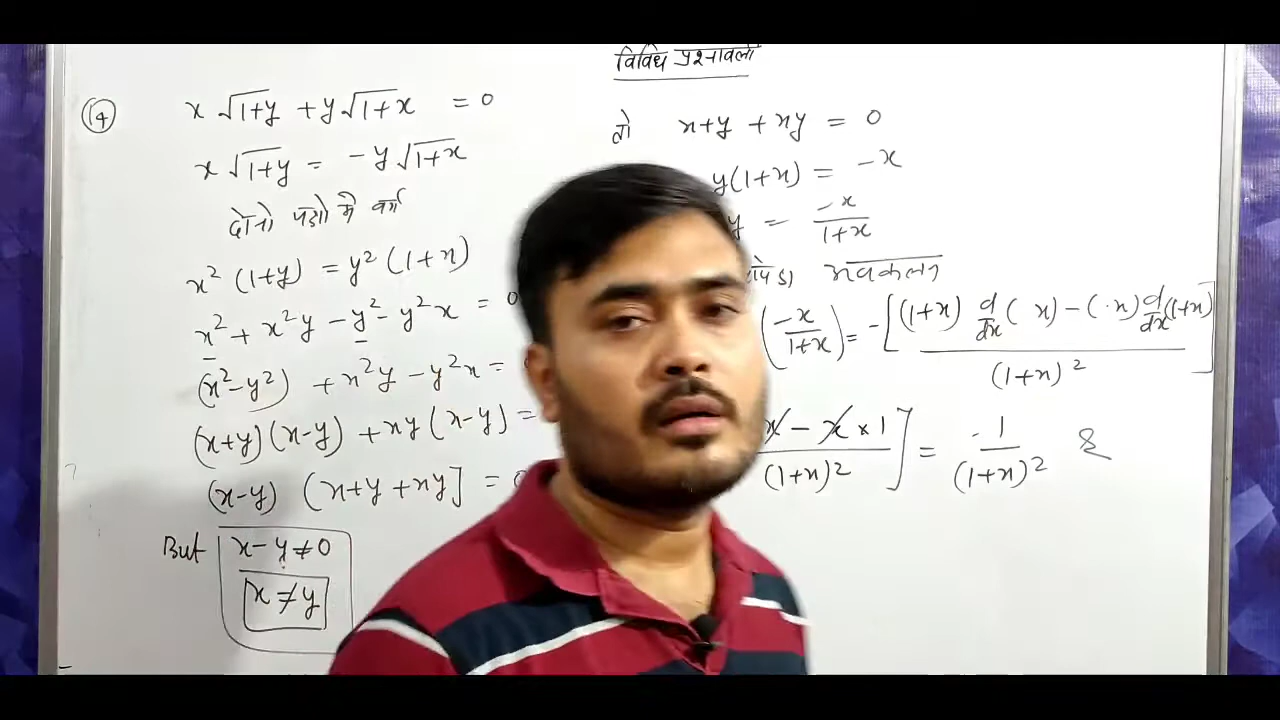 विविध प्रश्नावली
(14)
x √1+y + y √1+x = 0
x √1+y = - y √1+x
दोनो पक्षो में वर्ग
x² (1+y) = y² (1+x)
x² + x²y - y² - y²x = 0
(x²-y²) + x²y - y²x =
(x+y)(x-y) + xy (x-y) =
(x-y) (x+y +xy] =
But x - y ≠ 0
x ≠ y
तो x+y + xy = 0
y(1+x) = -x
y = -x/1+x
अवकलन
(-x/1+x) = -[(1+x) d/dx ( x) - ( x) d/dx (1+x)]/(1+x)²
x - x × 1]/(1+x)² = -1/(1+x)²